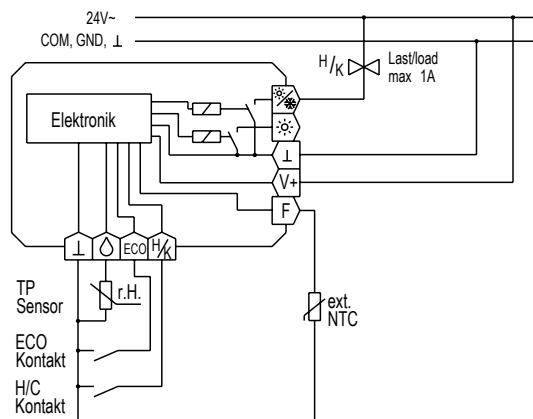 24V~
COM, GND, ⊥
H/K
Last/load
max 1A
Elektronik
⊥
V+
F
⊥
ECO
H/K
TP
Sensor
r.H.
ext.
NTC
ECO
Kontakt
H/C
Kontakt